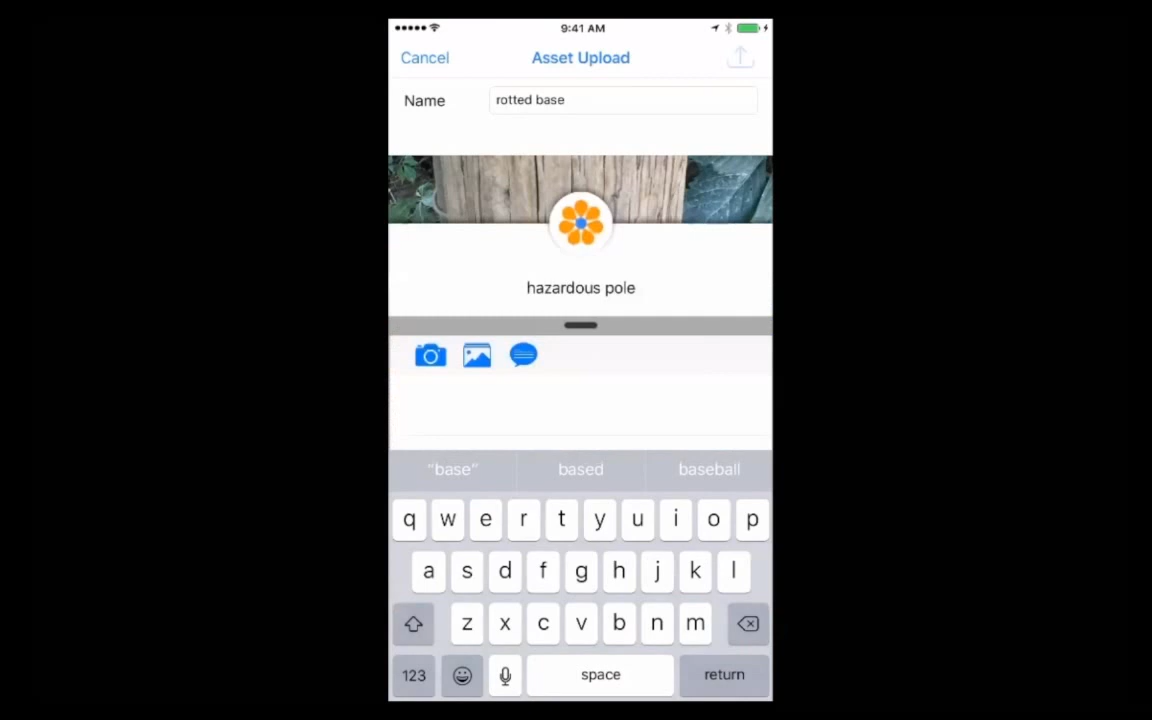 9:41 AM
Cancel Asset Upload
Name rotted base
hazardous pole
"base" based baseball
q w e r t y u i o p
a s d f g h j k l
z x c v b n m
123 space return